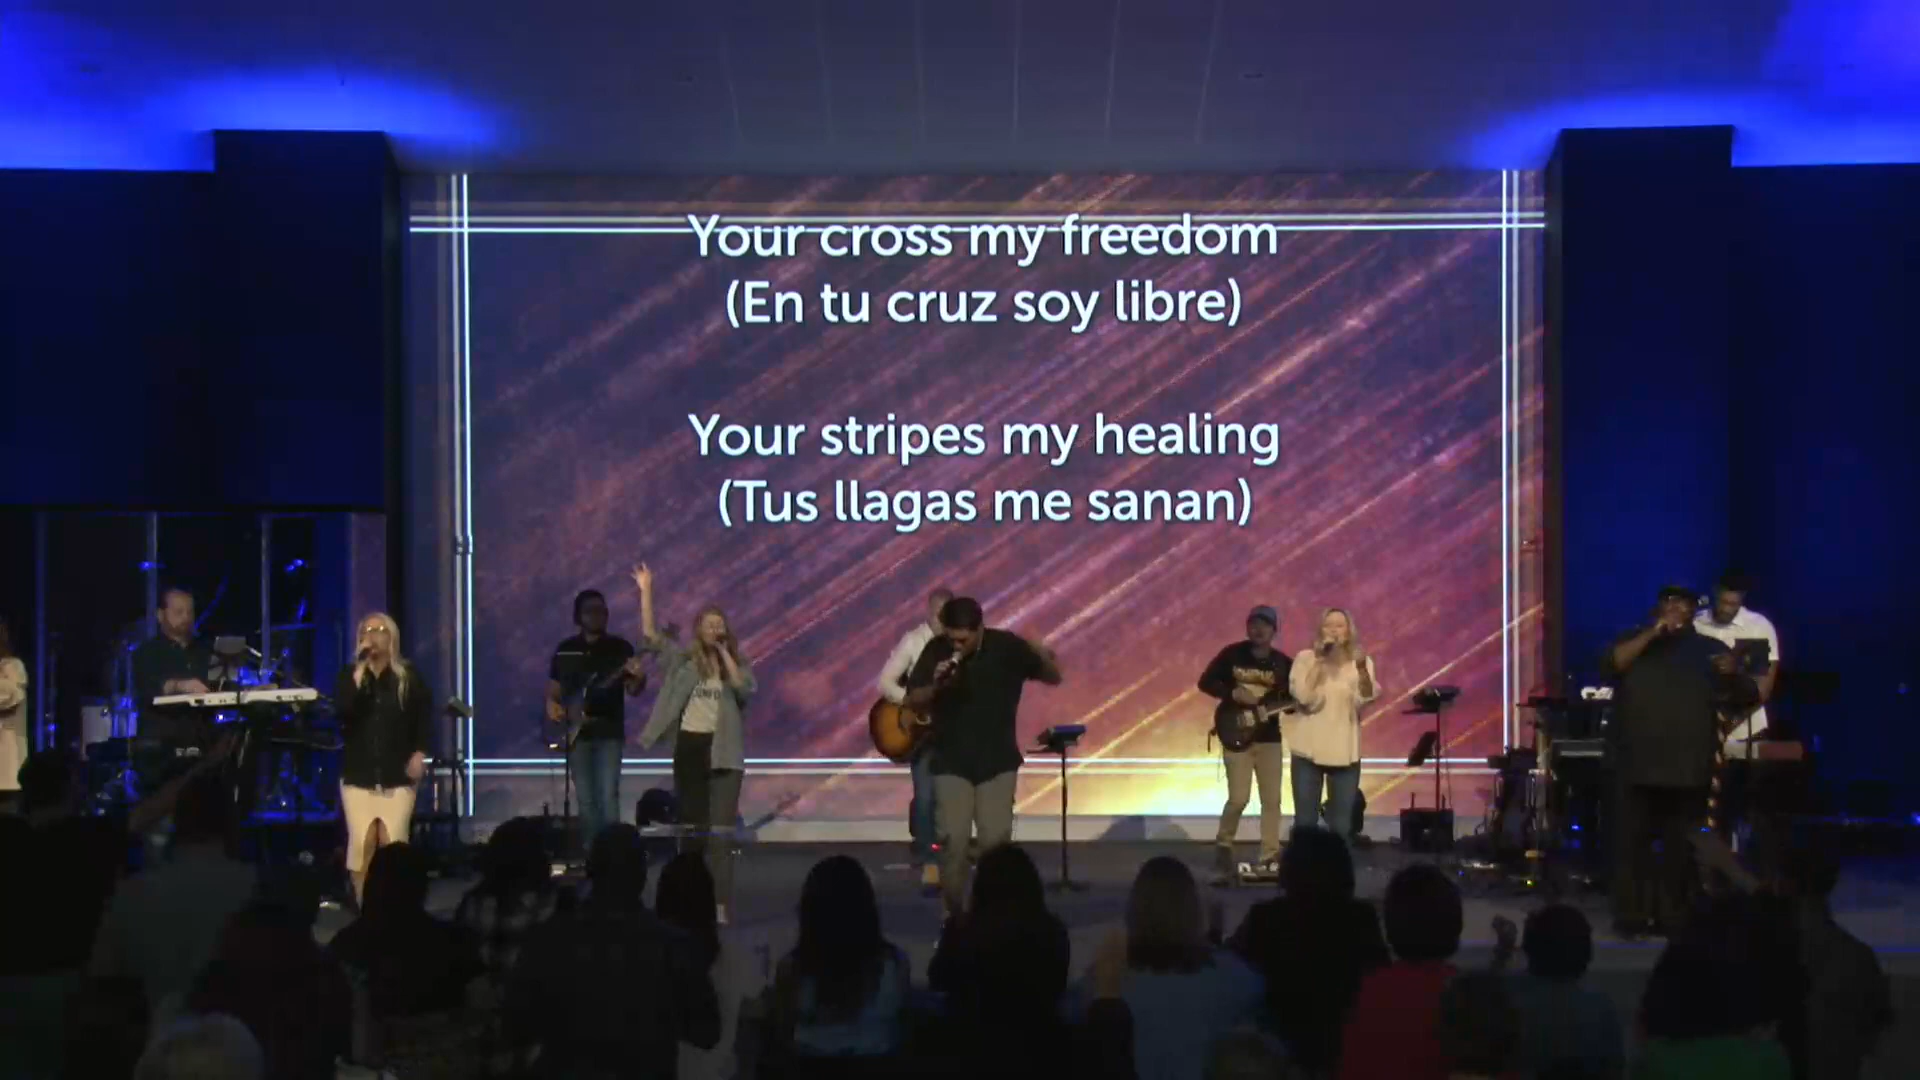 Your cross my freedom
(En tu cruz soy libre)
Your stripes my healing
(Tus llagas me sanan)